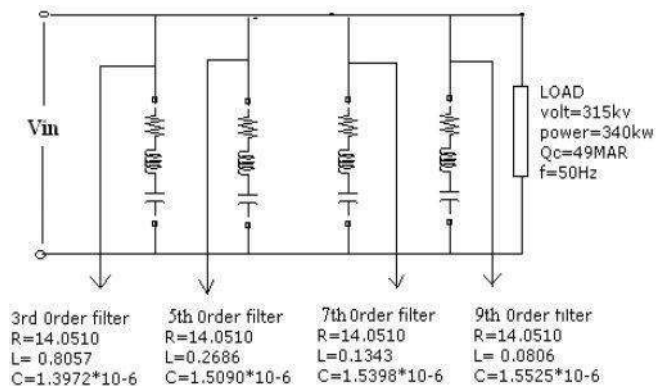 Vin
LOAD
volt=315kv
power=340kw
Qc=49MAR
f=50Hz
3rd Order filter
R=14.0510
L= 0.8057
C=1.3972*10-6
5th Order filter
R=14.0510
L=0.2686
C=1.5090*10-6
7th Order filter
R=14.0510
L=0.1343
C=1.5398*10-6
9th Order filter
R=14.0510
L=0.0806
C=1.5525*10-6